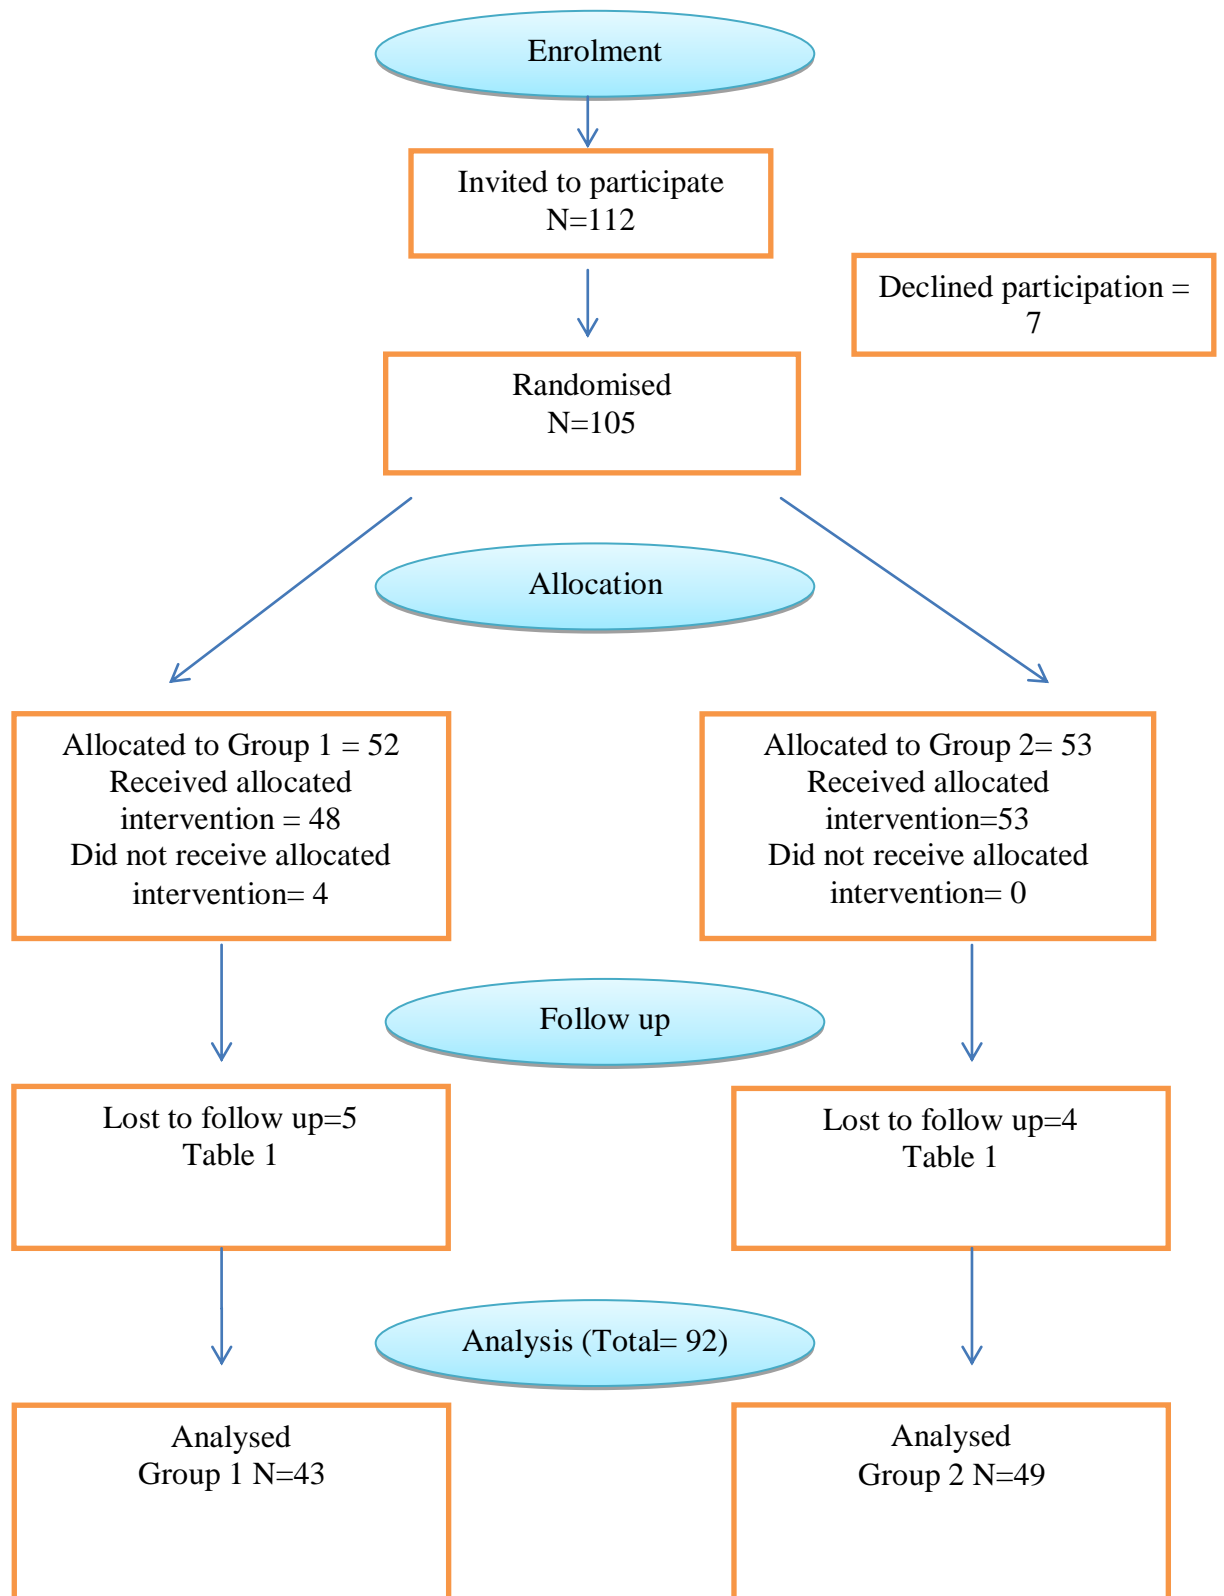 Enrolment
Invited to participate
N=112
Declined participation =
7
Randomised
N=105
Allocation
Allocated to Group 1 = 52
Received allocated
intervention = 48
Did not receive allocated
intervention= 4
Allocated to Group 2= 53
Received allocated
intervention=53
Did not receive allocated
intervention= 0
Follow up
Lost to follow up=5
Table 1
Lost to follow up=4
Table 1
Analysis (Total= 92)
Analysed
Group 1 N=43
Analysed
Group 2 N=49